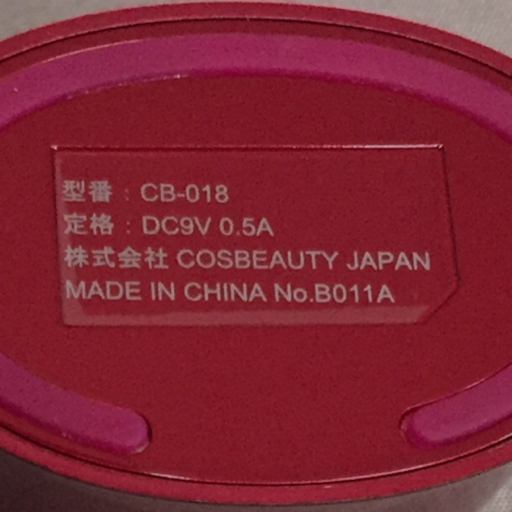 型番 : CB-018
定格 : DC9V 0.5A
株式会社 COSBEAUTY JAPAN
MADE IN CHINA No.B011A